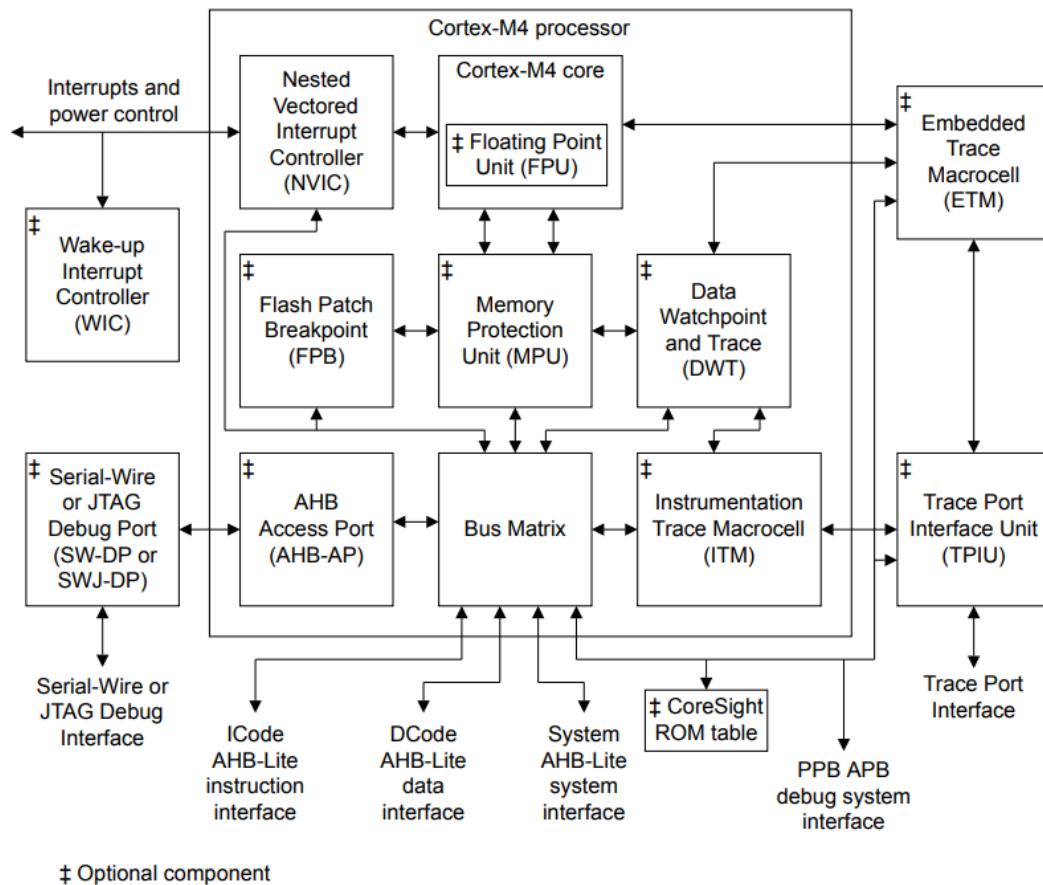 Cortex-M4 processor
Interrupts and
power control
Nested
Vectored
Interrupt
Controller
(NVIC)
Cortex-M4 core
‡ Floating Point
Unit (FPU)
‡
Embedded
Trace
Macrocell
(ETM)
‡
Wake-up
Interrupt
Controller
(WIC)
‡
Flash Patch
Breakpoint
(FPB)
‡
Memory
Protection
Unit (MPU)
‡
Data
Watchpoint
and Trace
(DWT)
‡
Serial-Wire
or JTAG
Debug Port
(SW-DP or
SWJ-DP)
‡
AHB
Access Port
(AHB-AP)
Bus Matrix
‡
Instrumentation
Trace Macrocell
(ITM)
‡
Trace Port
Interface Unit
(TPIU)
Serial-Wire or
JTAG Debug
Interface
ICode
AHB-Lite
instruction
interface
DCode
AHB-Lite
data
interface
System
AHB-Lite
system
interface
‡ CoreSight
ROM table
PPB APB
debug system
interface
Trace Port
Interface
‡ Optional component